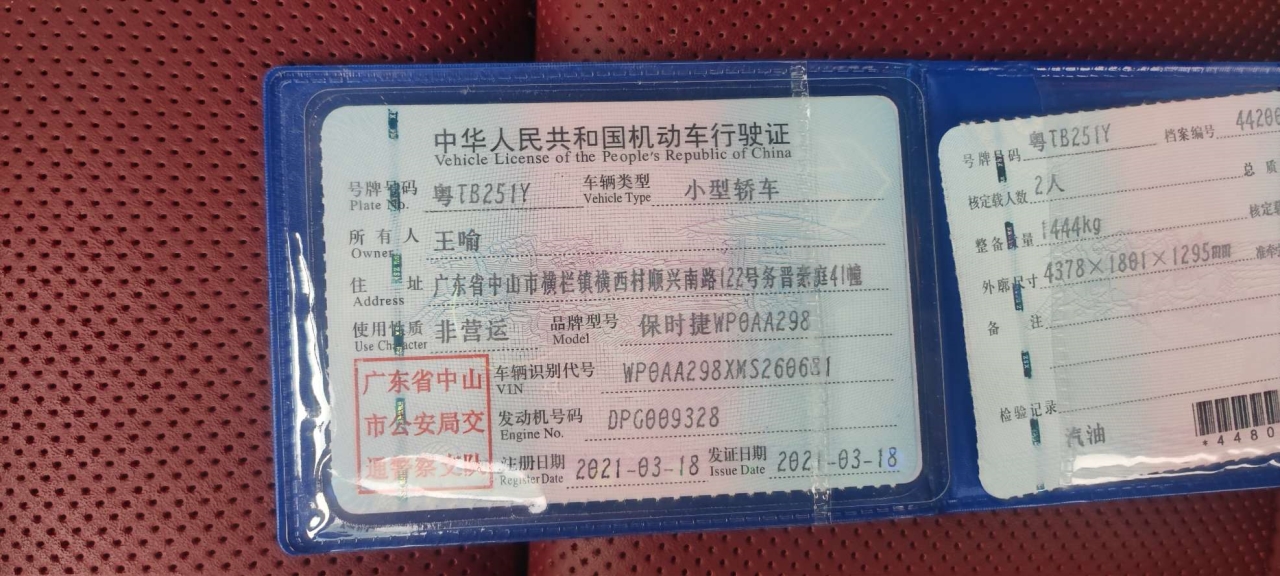 中华人民共和国机动车行驶证
Vehicle License of the People's Republic of China
号牌号码 粤TB251Y 车辆类型 小型轿车
Plate No. Vehicle Type
所有人 王喻
Owner
住址 广东省中山市横栏镇横西村顺兴南路122号务晋豪庭41幢
Address
使用性质 非营运 品牌型号 保时捷WP0AA298
Use Character Model
广东省中山
市公安局交
通警察支队
车辆识别代号 WP0AA298XMS260681
VIN
发动机号码 DPG009328
Engine No.
注册日期 2021-03-18 发证日期 2021-03-18
Register Date Issue Date
号牌号码 粤TB251Y 档案编号 44206
核定载人数 2人 总质
整备质量 1444kg 核定载
外廓尺寸 4378×1801×1295mm 准牵
备注
检验记录
汽油
*4480